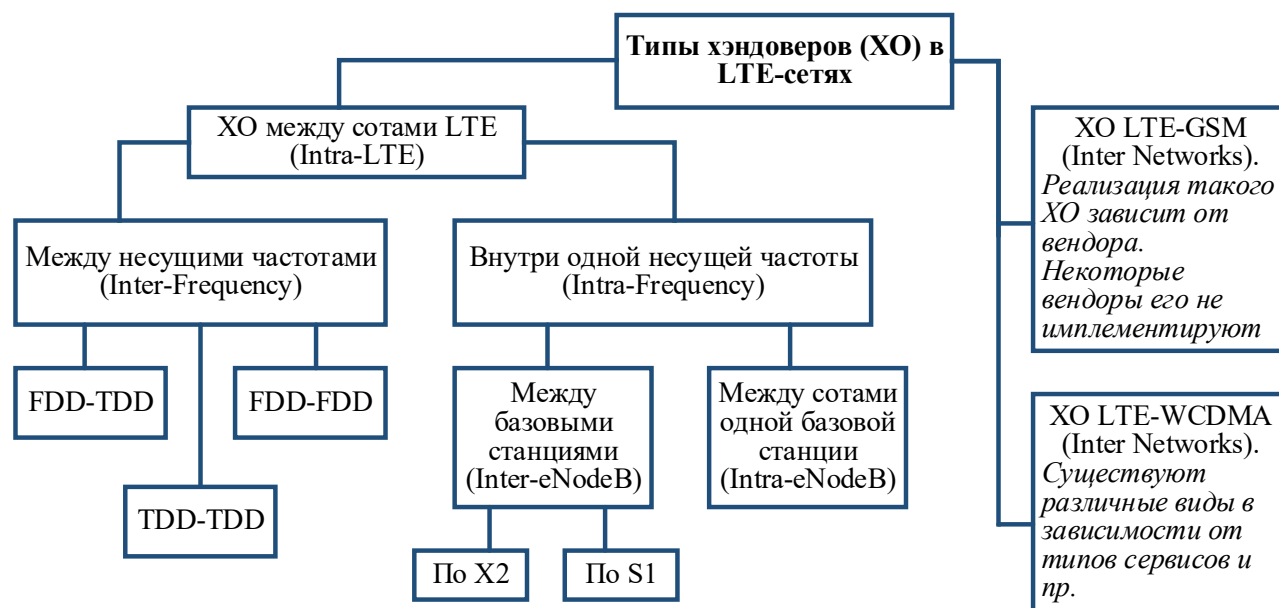 Типы хэндоверов (ХО) в
LTE-сетях
ХО между сотами LTE
(Intra-LTE)
ХО LTE-GSM
(Inter Networks).
Реализация такого
ХО зависит от
вендора.
Некоторые
вендоры его не
имплементируют
Между несущими частотами
(Inter-Frequency)
Внутри одной несущей частоты
(Intra-Frequency)
FDD-TDD
FDD-FDD
TDD-TDD
Между
базовыми
станциями
(Inter-eNodeB)
Между сотами
одной базовой
станции
(Intra-eNodeB)
По X2
По S1
ХО LTE-WCDMA
(Inter Networks).
Существуют
различные виды в
зависимости от
типов сервисов и
пр.